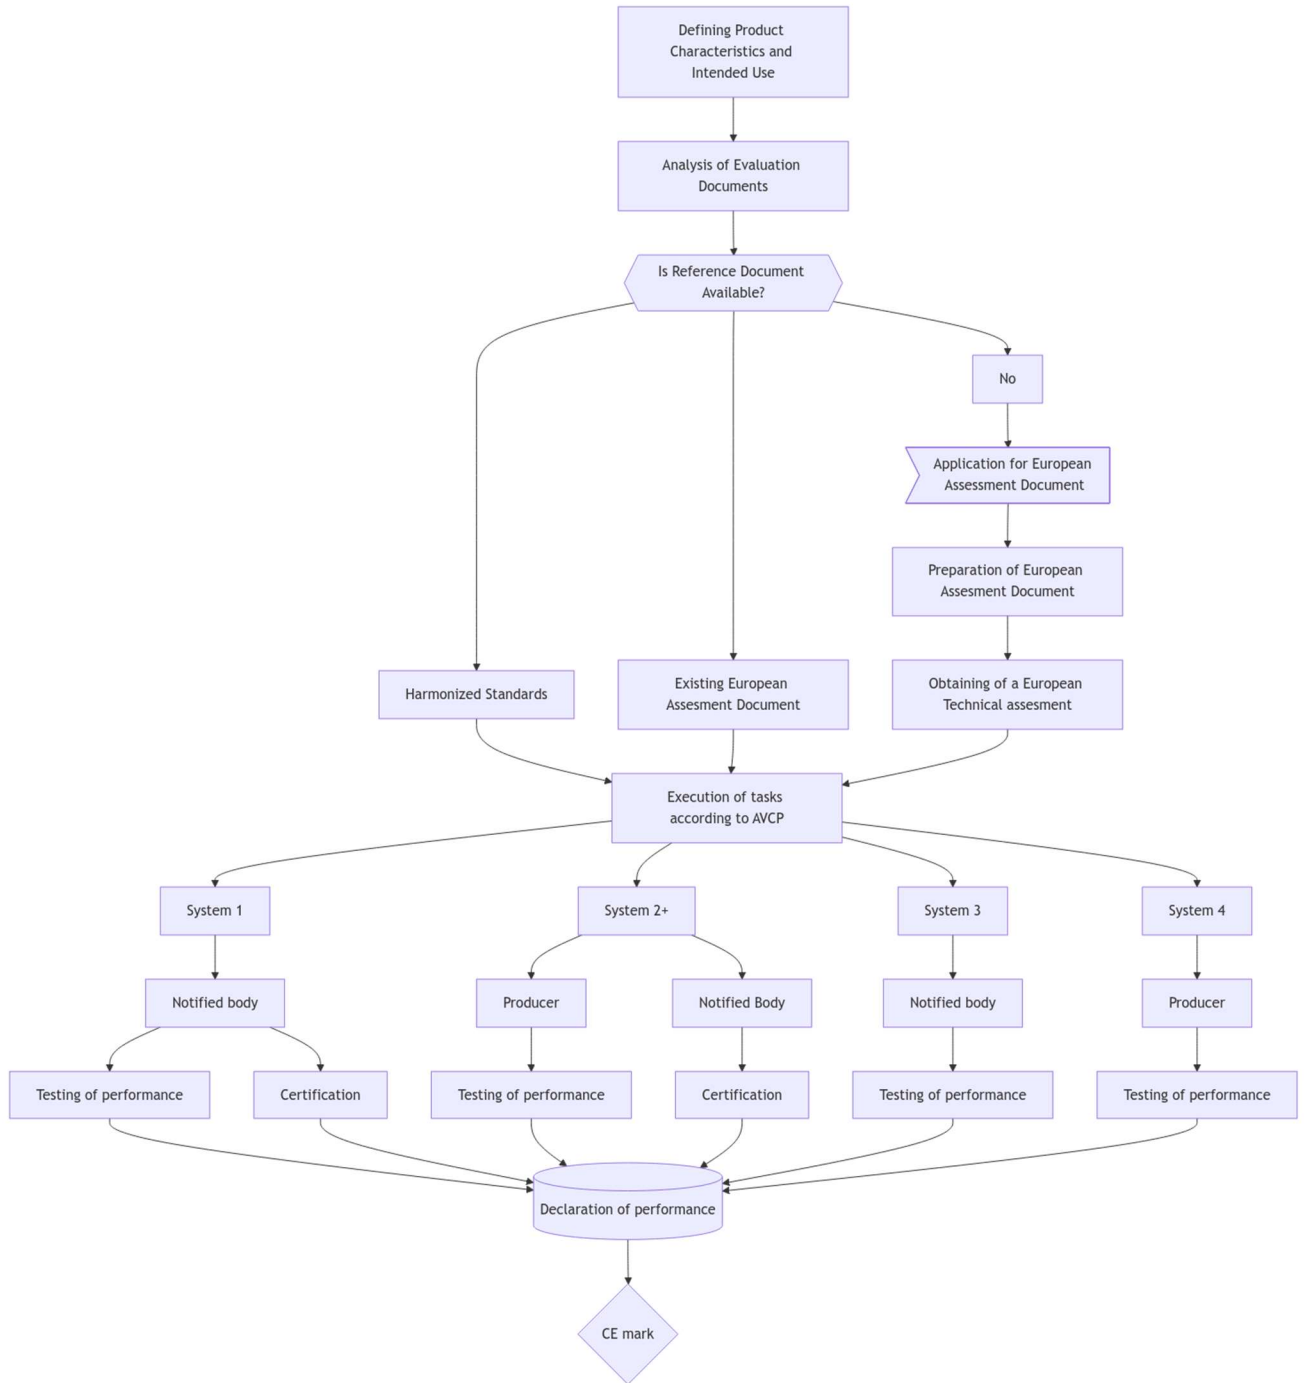 Defining Product
Characteristics and
Intended Use
Analysis of Evaluation
Documents
Is Reference Document
Available?
No
Application for European
Assessment Document
Preparation of European
Assesment Document
Harmonized Standards
Existing European
Assesment Document
Obtaining of a European
Technical assesment
Execution of tasks
according to AVCP
System 1
System 2+
System 3
System 4
Notified body
Producer
Notified Body
Notified body
Producer
Testing of performance
Certification
Testing of performance
Certification
Testing of performance
Testing of performance
Declaration of performance
CE mark